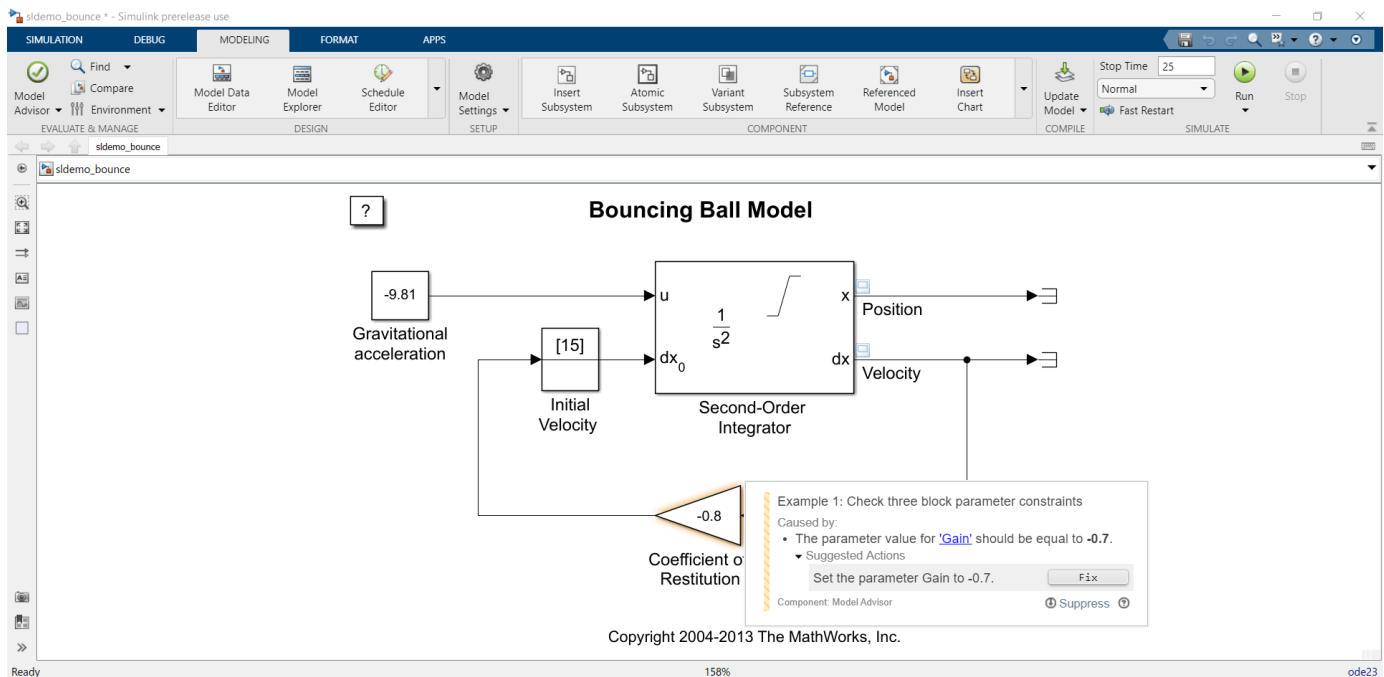 sldemo_bounce * - Simulink prerelease use
SIMULATION DEBUG MODELING FORMAT APPS
Model Advisor
Find
Compare
Environment
EVALUATE & MANAGE
Model Data Editor
Model Explorer
Schedule Editor
DESIGN
Model Settings
SETUP
Insert Subsystem
Atomic Subsystem
Variant Subsystem
Subsystem Reference
Referenced Model
Insert Chart
COMPONENT
Update Model
COMPILE
Stop Time 25
Normal
Fast Restart
Run
Stop
SIMULATE
sldemo_bounce
sldemo_bounce
?
Bouncing Ball Model
-9.81
Gravitational
acceleration
[15]
Initial
Velocity
u
dx0
1
s2
x
dx
Second-Order
Integrator
Position
Velocity
-0.8
Coefficient o
Restitution
Example 1: Check three block parameter constraints
Caused by:
• The parameter value for 'Gain' should be equal to -0.7.
Suggested Actions
Set the parameter Gain to -0.7. Fix
Component: Model Advisor Suppress
Copyright 2004-2013 The MathWorks, Inc.
Ready 158% ode23